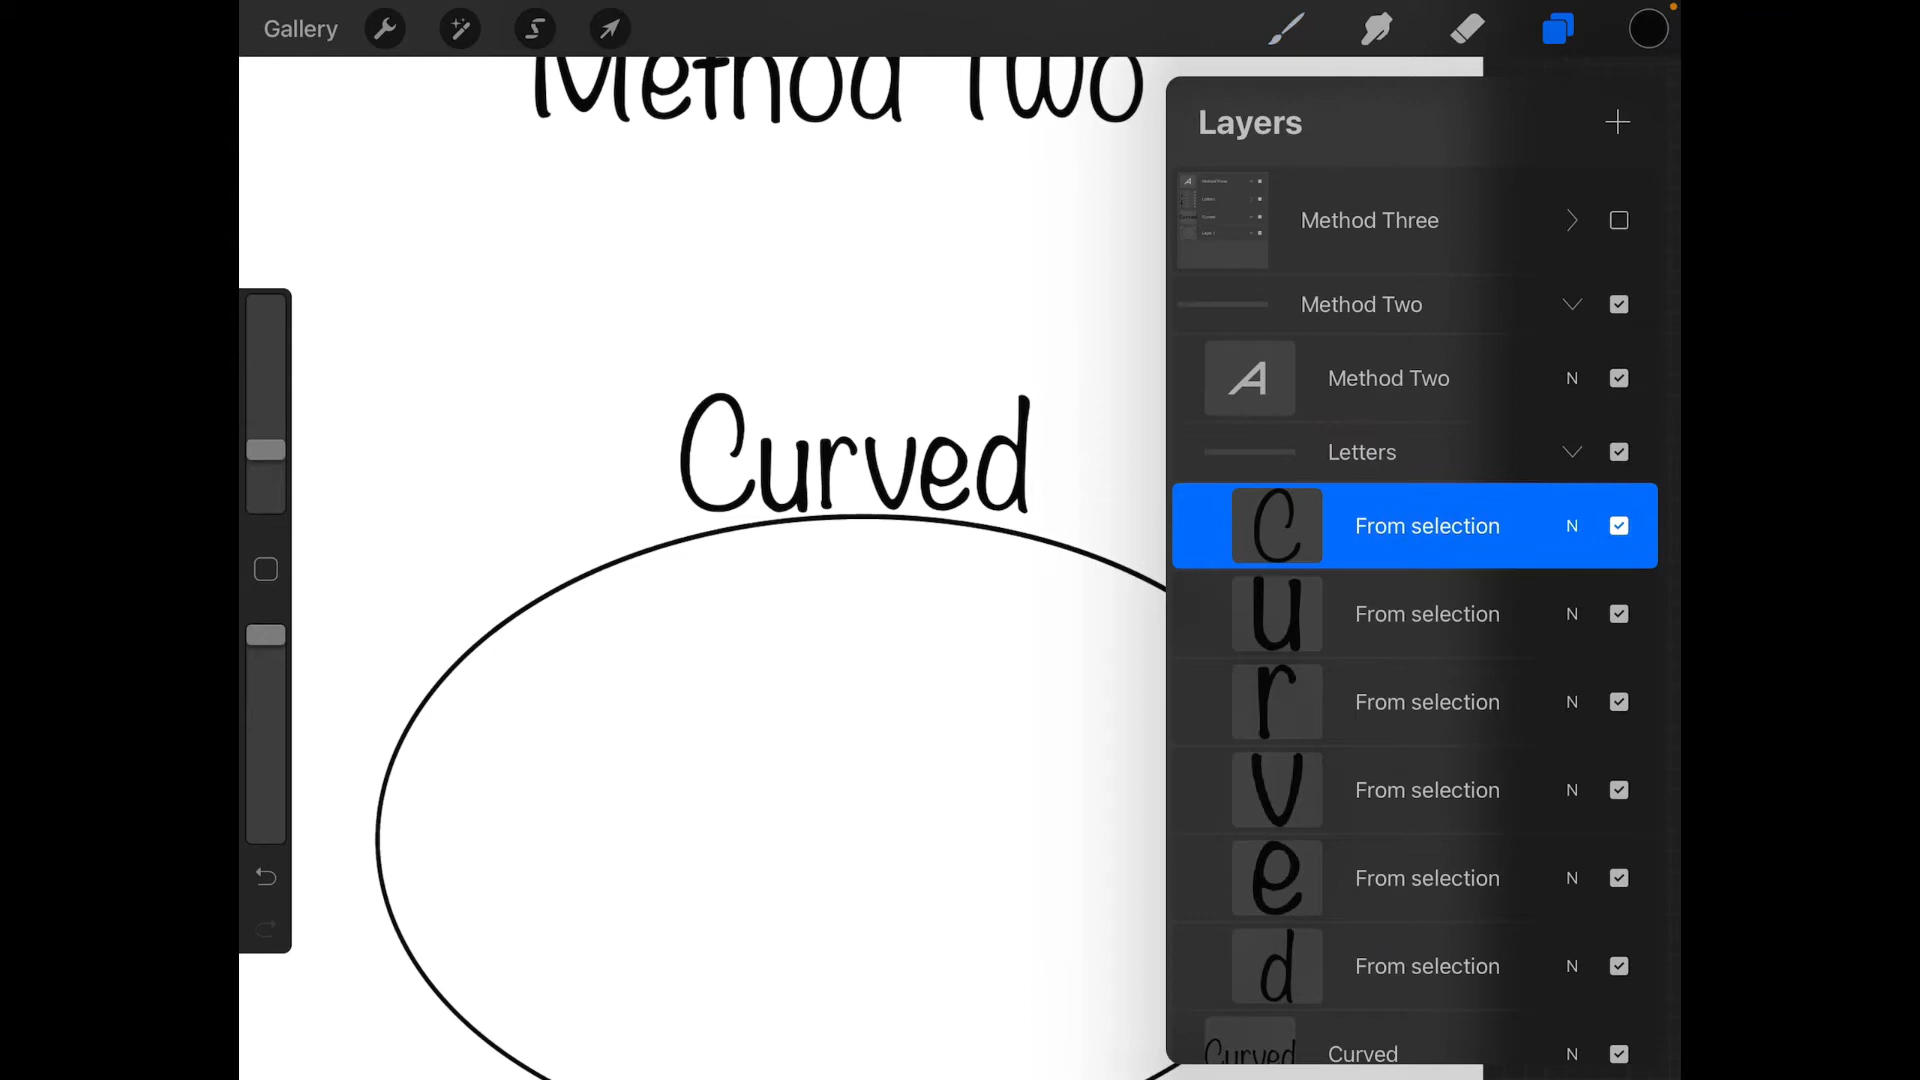 Gallery
Method Two
Layers
Method Three
Method Two
A
Method Two N
Letters
Curved
C From selection N
u From selection N
r From selection N
v From selection N
e From selection N
d From selection N
Curved Curved N